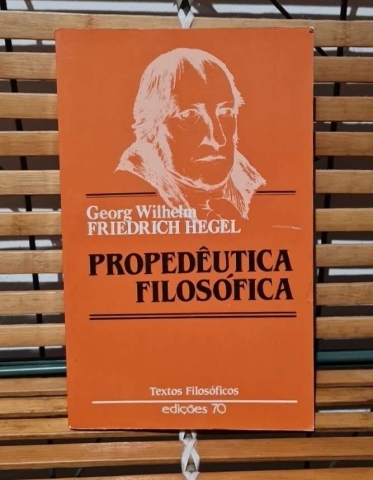 Georg Wilhelm
FRIEDRICH HEGEL
PROPEDÊUTICA
FILOSÓFICA
Textos Filosóficos
edições 70